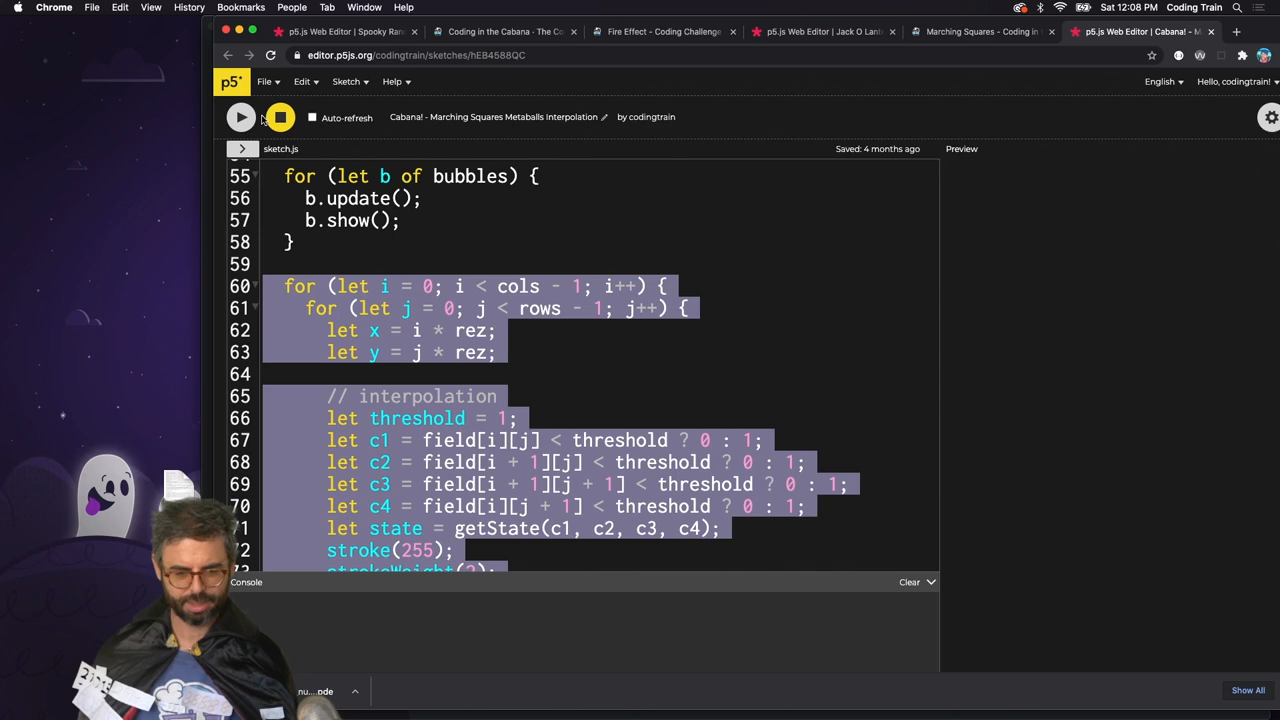 Chrome File Edit View History Bookmarks People Tab Window Help
Sat 12:08 PM Coding Train
p5.js Web Editor | Spooky Ran
Coding in the Cabana - The Co
Fire Effect - Coding Challenge
p5.js Web Editor | Jack O Lant
Marching Squares - Coding in t
p5.js Web Editor | Cabana! - M
editor.p5js.org/codingtrain/sketches/hEB4588QC
p5*
File Edit Sketch Help
English Hello, codingtrain!
Auto-refresh Cabana! - Marching Squares Metaballs Interpolation by codingtrain
sketch.js Saved: 4 months ago Preview
55 for (let b of bubbles) {
56 b.update();
57 b.show();
58 }
59
60 for (let i = 0; i < cols - 1; i++) {
61 for (let j = 0; j < rows - 1; j++) {
62 let x = i * rez;
63 let y = j * rez;
64
65 // interpolation
66 let threshold = 1;
67 let c1 = field[i][j] < threshold ? 0 : 1;
68 let c2 = field[i + 1][j] < threshold ? 0 : 1;
69 let c3 = field[i + 1][j + 1] < threshold ? 0 : 1;
70 let c4 = field[i][j + 1] < threshold ? 0 : 1;
71 let state = getState(c1, c2, c3, c4);
72 stroke(255);
73 strokeWeight(2);
Console Clear
nu....pde Show All